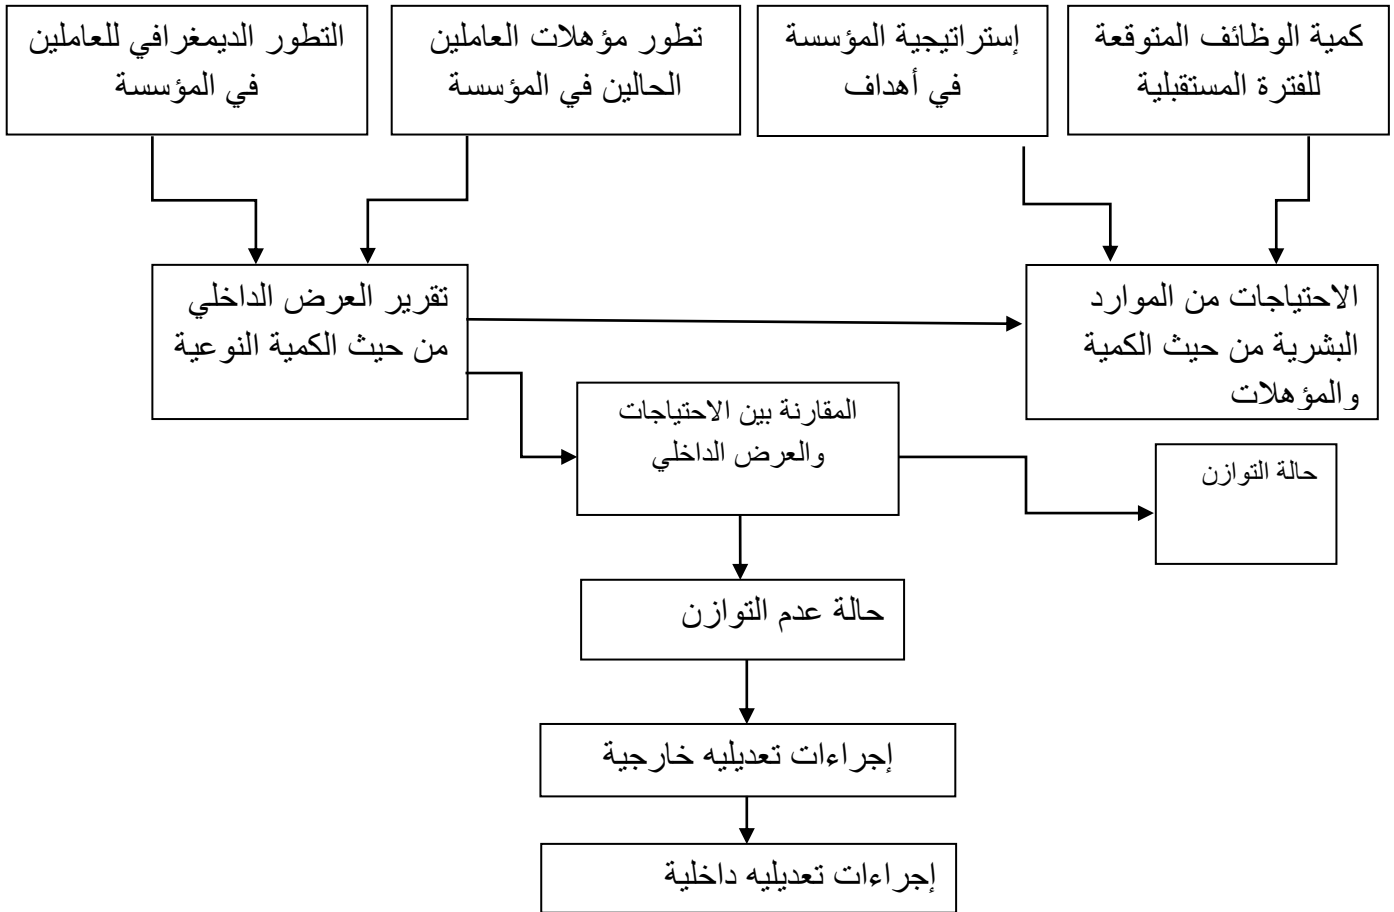 كمية الوظائف المتوقعة
للفترة المستقبلية
إستراتيجية المؤسسة
في أهداف
تطور مؤهلات العاملين
الحالين في المؤسسة
التطور الديمغرافي للعاملين
في المؤسسة
الاحتياجات من الموارد
البشرية من حيث الكمية
والمؤهلات
تقرير العرض الداخلي
من حيث الكمية النوعية
المقارنة بين الاحتياجات
والعرض الداخلي
حالة التوازن
حالة عدم التوازن
إجراءات تعديليه خارجية
إجراءات تعديليه داخلية